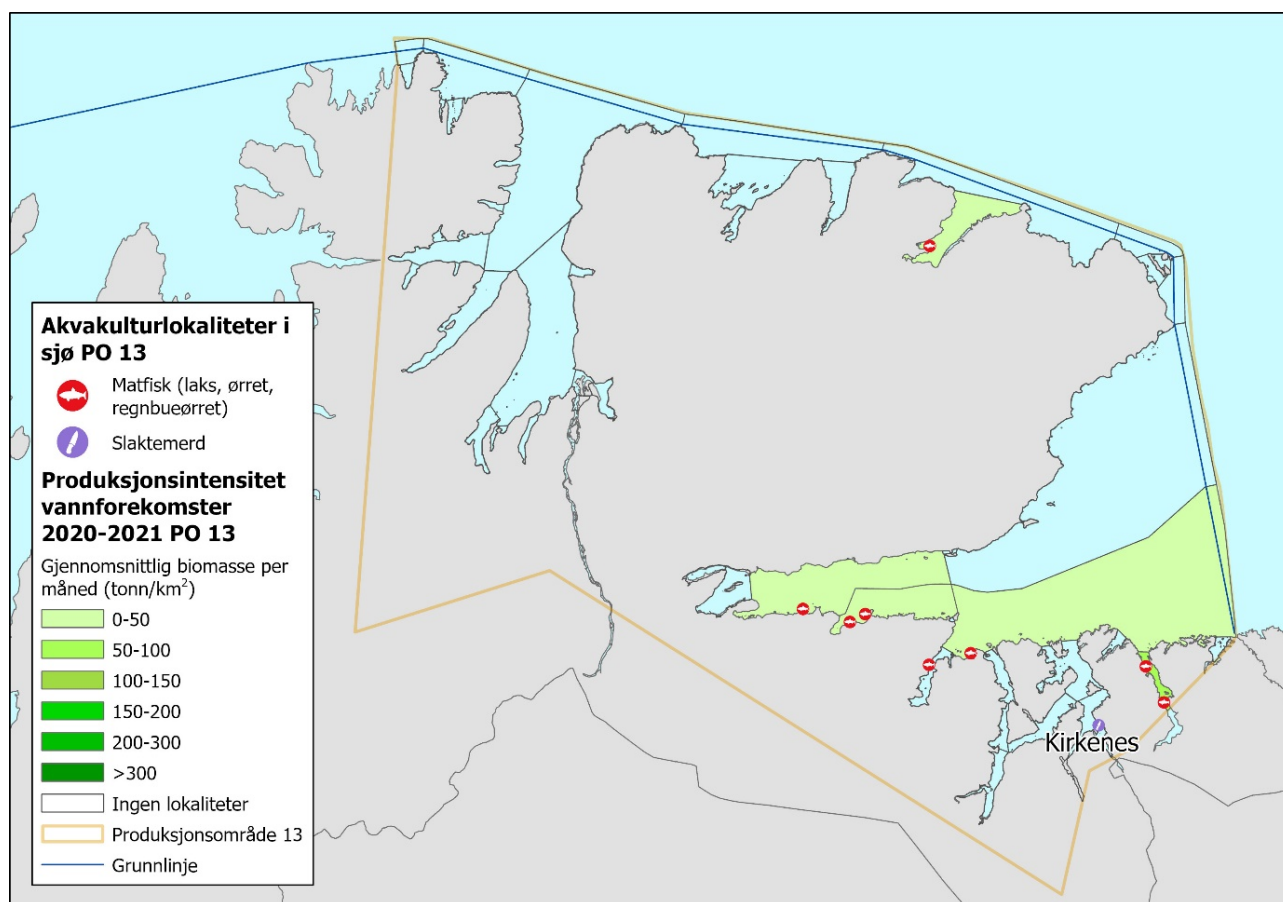 Akvakulturlokaliteter i
sjø PO 13
Matfisk (laks, ørret,
regnbueørret)
Slaktemerd
Produksjonsintensitet
vannforekomster
2020-2021 PO 13
Gjennomsnittlig biomasse per
måned (tonn/km²)
0-50
50-100
100-150
150-200
200-300
>300
Ingen lokaliteter
Produksjonsområde 13
Grunnlinje
Kirkenes